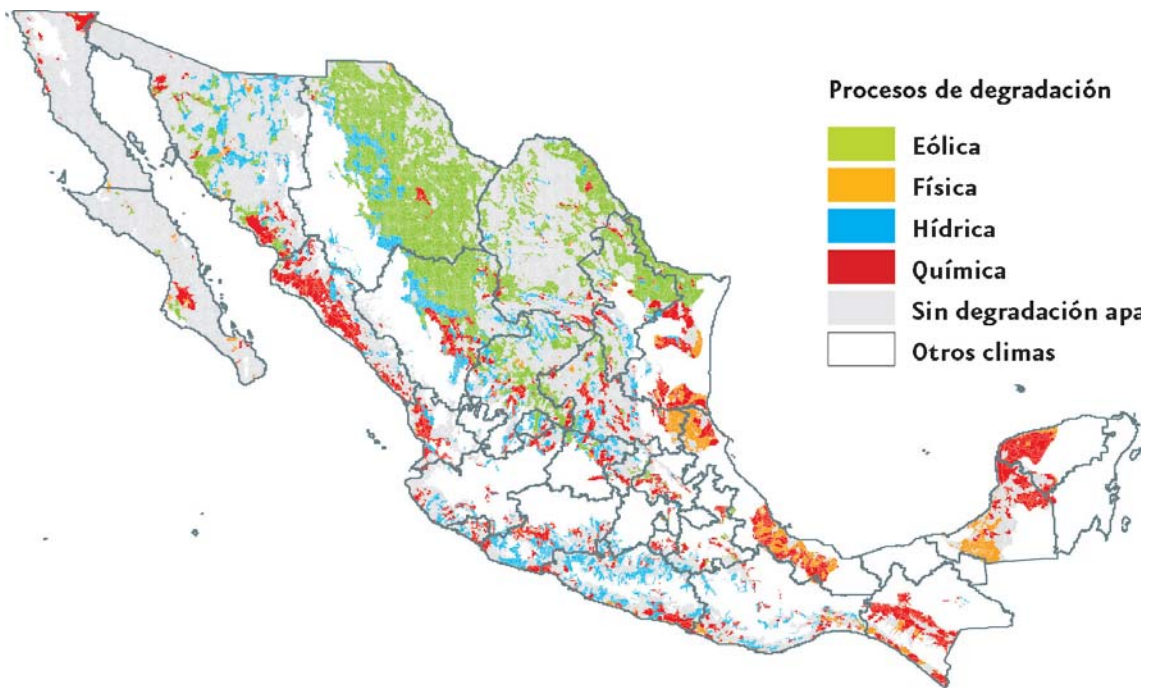 Procesos de degradación
Eólica
Física
Hídrica
Química
Sin degradación apa
Otros climas